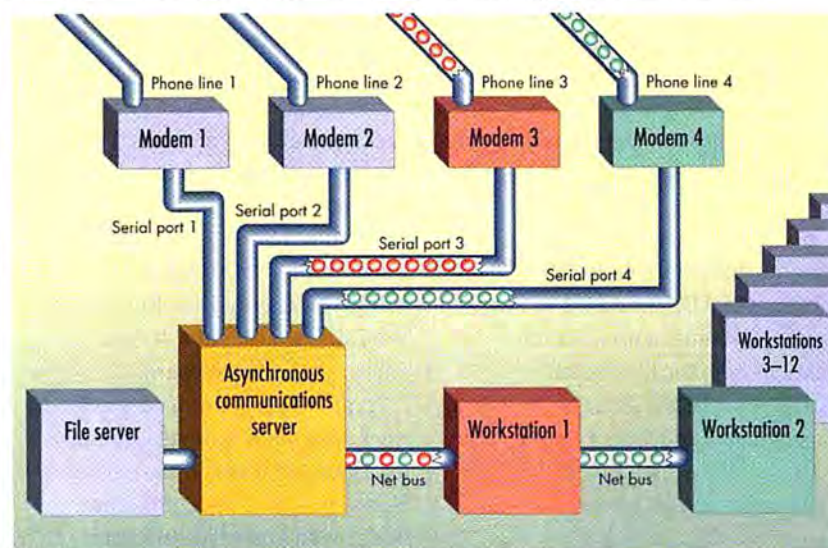 Phone line 1
Phone line 2
Phone line 3
Phone line 4
Modem 1
Modem 2
Modem 3
Modem 4
Serial port 1
Serial port 2
Serial port 3
Serial port 4
Workstations
3–12
File server
Asynchronous
communications
server
Workstation 1
Workstation 2
Net bus
Net bus